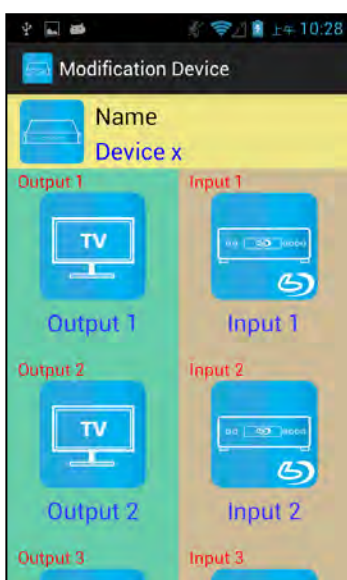 上午 10:28
Modification Device
Name
Device x
Output 1
Input 1
TV
Output 1
Input 1
Output 2
Input 2
TV
Output 2
Input 2
Output 3
Input 3